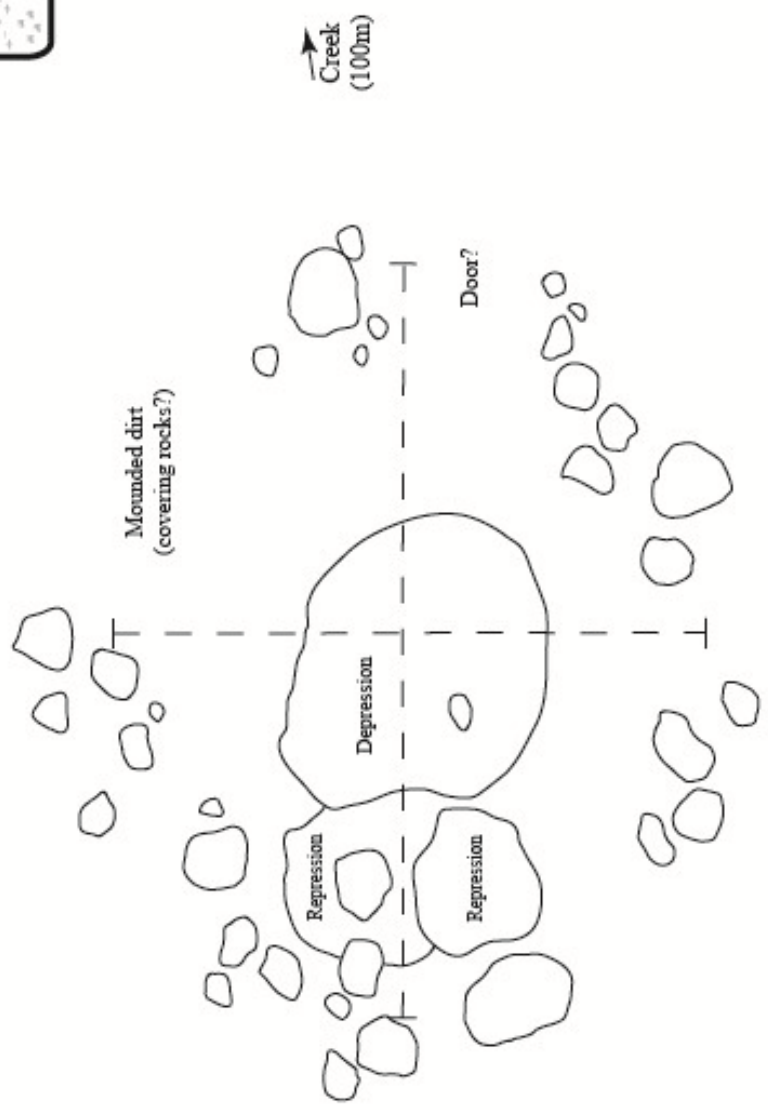 Creek
(100m)
Door?
Mounded dirt
(covering rocks?)
Depression
Repression
Repression